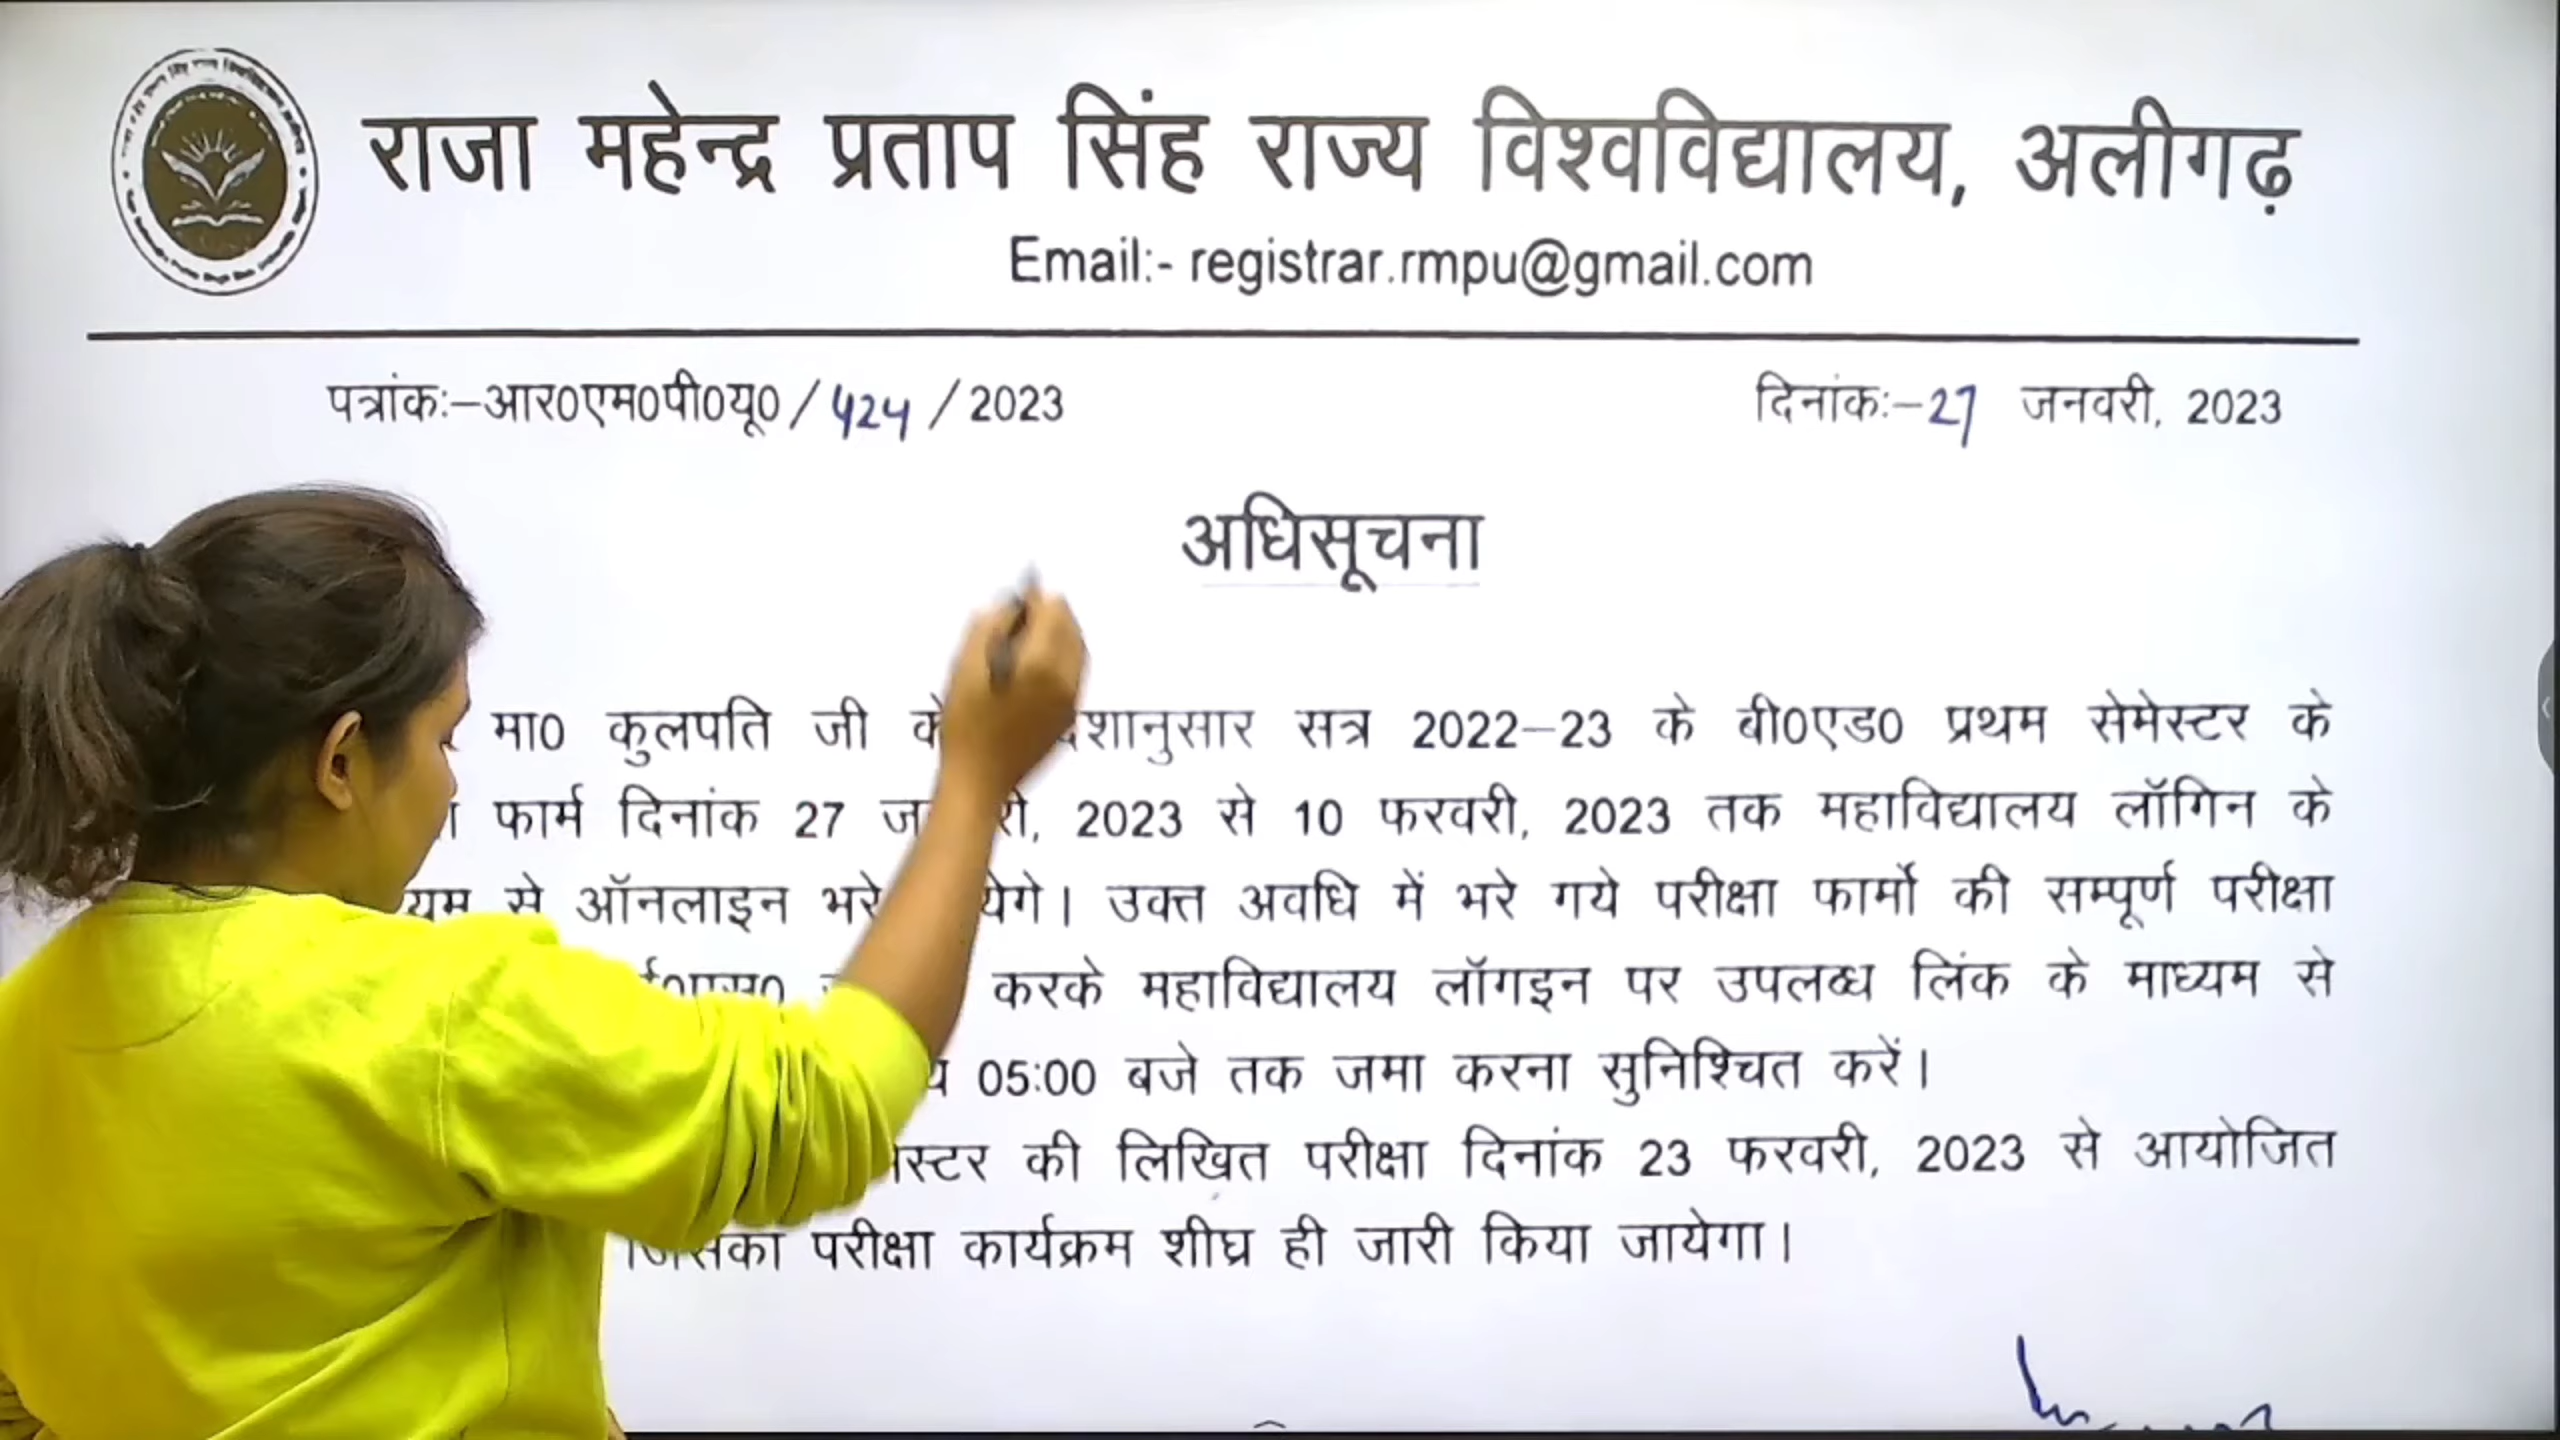 राजा महेन्द्र प्रताप सिंह राज्य विश्वविद्यालय, अलीगढ़
Email:- registrar.rmpu@gmail.com
पत्रांकः–आर0एम0पी0यू0 / 424 / 2023 दिनांकः–27 जनवरी, 2023
अधिसूचना
मा0 कुलपति जी सत्र 2022–23 के बी0एड0 प्रथम सेमेस्टर के
फार्म दिनांक 27 2023 से 10 फरवरी, 2023 तक महाविद्यालय लॉगिन के
से ऑनलाइन भरे उक्त अवधि में भरे गये परीक्षा फार्मो की सम्पूर्ण परीक्षा
करके महाविद्यालय लॉगइन पर उपलब्ध लिंक के माध्यम से
05:00 बजे तक जमा करना सुनिश्चित करें।
की लिखित परीक्षा दिनांक 23 फरवरी, 2023 से आयोजित
जिसका परीक्षा कार्यक्रम शीघ्र ही जारी किया जायेगा।